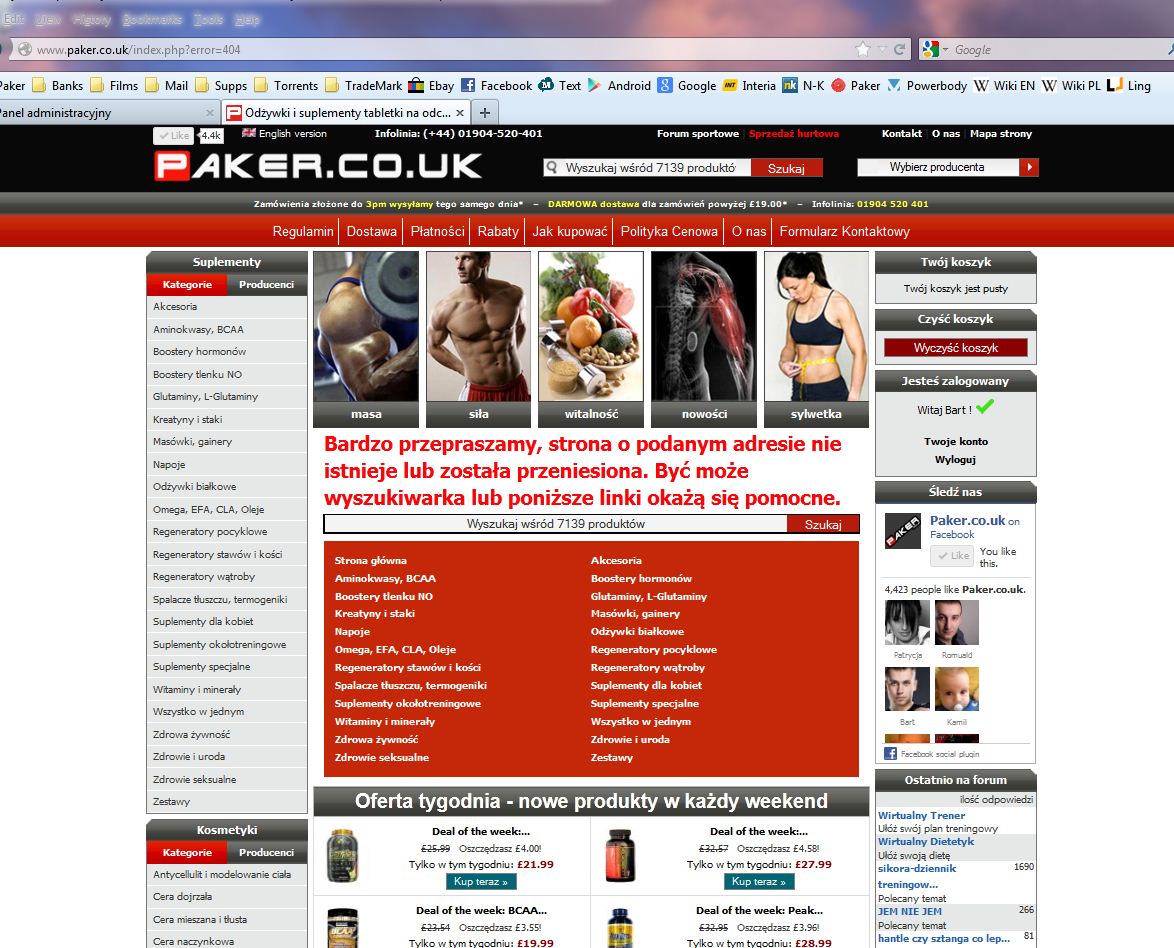 Edit View History Bookmarks Tools Help
www.paker.co.uk/index.php?error=404
Google
Paker Banks Films Mail Supps Torrents TradeMark Ebay Facebook Text Android Google Interia N-K Paker Powerbody Wiki EN Wiki PL Ling
Panel administracyjny
Odżywki i suplementy tabletki na odc...
Like 4.4k English version Infolinia: (+44) 01904-520-401 Forum sportowe | Sprzedaż hurtowa Kontakt | O nas | Mapa strony
PAKER.CO.UK
Wyszukaj wśród 7139 produktów Szukaj
Wybierz producenta
Zamówienia złożone do 3pm wysyłamy tego samego dnia* – DARMOWA dostawa dla zamówień powyżej £19.00* – Infolinia: 01904 520 401
Regulamin Dostawa Płatności Rabaty Jak kupować Polityka Cenowa O nas Formularz Kontaktowy
Suplementy
Kategorie Producenci
Akcesoria
Aminokwasy, BCAA
Boostery hormonów
Boostery tlenku NO
Glutaminy, L-Glutaminy
Kreatyny i staki
Masówki, gainery
Napoje
Odżywki białkowe
Omega, EFA, CLA, Oleje
Regeneratory pocyklowe
Regeneratory stawów i kości
Regeneratory wątroby
Spalacze tłuszczu, termogeniki
Suplementy dla kobiet
Suplementy okołotreningowe
Suplementy specjalne
Witaminy i minerały
Wszystko w jednym
Zdrowa żywność
Zdrowie i uroda
Zdrowie seksualne
Zestawy
Kosmetyki
Kategorie Producenci
Antycellulit i modelowanie ciała
Cera dojrzała
Cera mieszana i tłusta
Cera naczynkowa
masa siła witalność nowości sylwetka
Bardzo przepraszamy, strona o podanym adresie nie
istnieje lub została przeniesiona. Być może
wyszukiwarka lub poniższe linki okażą się pomocne.
Wyszukaj wśród 7139 produktów Szukaj
Strona główna Akcesoria
Aminokwasy, BCAA Boostery hormonów
Boostery tlenku NO Glutaminy, L-Glutaminy
Kreatyny i staki Masówki, gainery
Napoje Odżywki białkowe
Omega, EFA, CLA, Oleje Regeneratory pocyklowe
Regeneratory stawów i kości Regeneratory wątroby
Spalacze tłuszczu, termogeniki Suplementy dla kobiet
Suplementy okołotreningowe Suplementy specjalne
Witaminy i minerały Wszystko w jednym
Zdrowa żywność Zdrowie i uroda
Zdrowie seksualne Zestawy
Oferta tygodnia - nowe produkty w każdy weekend
Deal of the week:...
£25.99 Oszczędzasz £4.00!
Tylko w tym tygodniu: £21.99
Kup teraz »
Deal of the week:...
£32.57 Oszczędzasz £4.58!
Tylko w tym tygodniu: £27.99
Kup teraz »
Deal of the week: BCAA...
£23.54 Oszczędzasz £3.55!
Tylko w tym tygodniu: £19.99
Deal of the week: Peak...
£32.95 Oszczędzasz £3.96!
Tylko w tym tygodniu: £28.99
Twój koszyk
Twój koszyk jest pusty
Czyść koszyk
Wyczyść koszyk
Jesteś zalogowany
Witaj Bart !
Twoje konto
Wyloguj
Śledź nas
PAKER
Paker.co.uk on
Facebook
Like You like
this.
4,423 people like Paker.co.uk.
Patrycja Romuald
Bart Kamil
Facebook social plugin
Ostatnio na forum
ilość odpowiedzi
Wirtualny Trener
Ułóż swój plan treningowy
Wirtualny Dietetyk
Ułóż swoją dietę
sikora-dziennik 1690
treningow...
Polecany temat
JEM NIE JEM 266
Polecany temat
hantle czy sztanga co lep... 81